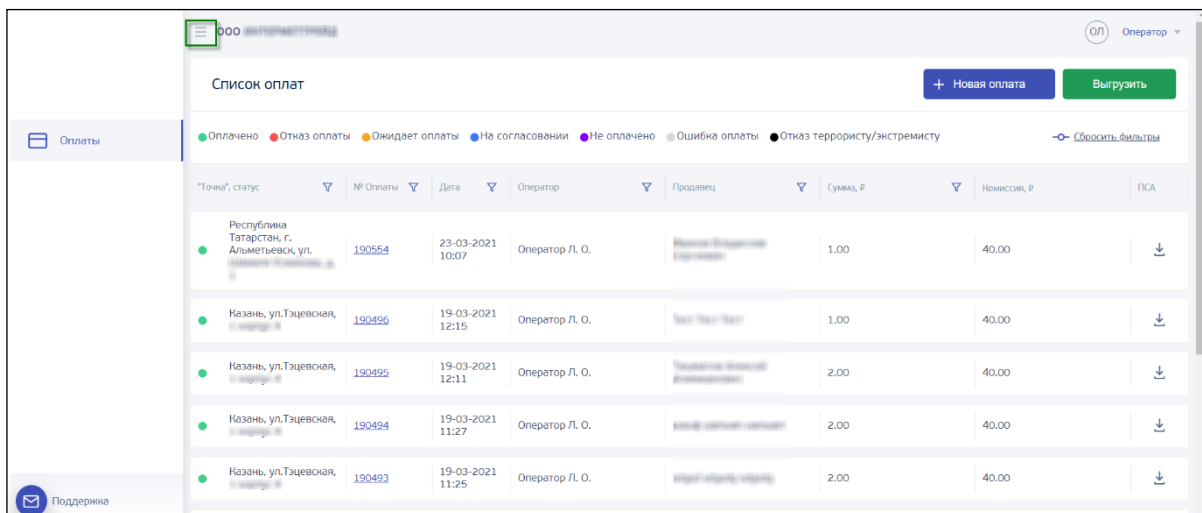 ООО
ОЛ Оператор
Список оплат
+ Новая оплата
Выгрузить
Оплаты
Оплачено Отказ оплаты Ожидает оплаты На согласовании Не оплачено Ошибка оплаты Отказ террористу/экстремисту
Сбросить фильтры
"Точка", статус № Оплаты Дата Оператор Продавец Сумма, ₽ Комиссия, ₽ ПСА
Республика
Татарстан, г.
Альметьевск, ул.
190554 23-03-2021
10:07
Оператор Л. О. 1.00 40.00
Казань, ул.Тэцевская,
190496 19-03-2021
12:15
Оператор Л. О. 1.00 40.00
Казань, ул.Тэцевская,
190495 19-03-2021
12:11
Оператор Л. О. 2.00 40.00
Казань, ул.Тэцевская,
190494 19-03-2021
11:27
Оператор Л. О. 2.00 40.00
Казань, ул.Тэцевская,
190493 19-03-2021
11:25
Оператор Л. О. 2.00 40.00
Поддержка